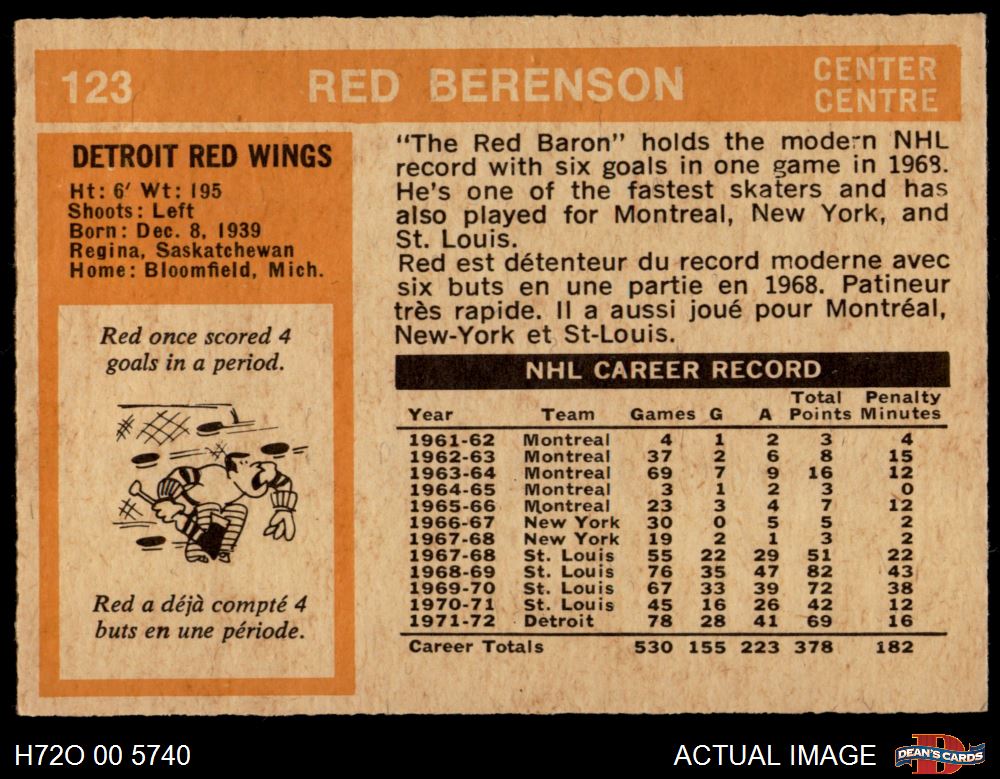 123 RED BERENSON CENTER
CENTRE
DETROIT RED WINGS
Ht: 6' Wt: 195
Shoots: Left
Born: Dec. 8, 1939
Regina, Saskatchewan
Home: Bloomfield, Mich.
Red once scored 4
goals in a period.
Red a déjà compté 4
buts en une période.
"The Red Baron" holds the modern NHL
record with six goals in one game in 1968.
He's one of the fastest skaters and has
also played for Montreal, New York, and
St. Louis.
Red est détenteur du record moderne avec
six buts en une partie en 1968. Patineur
très rapide. Il a aussi joué pour Montréal,
New-York et St-Louis.
NHL CAREER RECORD
Year Team Games G A Total Points Penalty Minutes
1961-62 Montreal 4 1 2 3 4
1962-63 Montreal 37 2 6 8 15
1963-64 Montreal 69 7 9 16 12
1964-65 Montreal 3 1 2 3 0
1965-66 Montreal 23 3 4 7 12
1966-67 New York 30 0 5 5 2
1967-68 New York 19 2 1 3 2
1967-68 St. Louis 55 22 29 51 22
1968-69 St. Louis 76 35 47 82 43
1969-70 St. Louis 67 33 39 72 38
1970-71 St. Louis 45 16 26 42 12
1971-72 Detroit 78 28 41 69 16
Career Totals 530 155 223 378 182
H72O 00 5740 ACTUAL IMAGE D DEAN'S CARDS